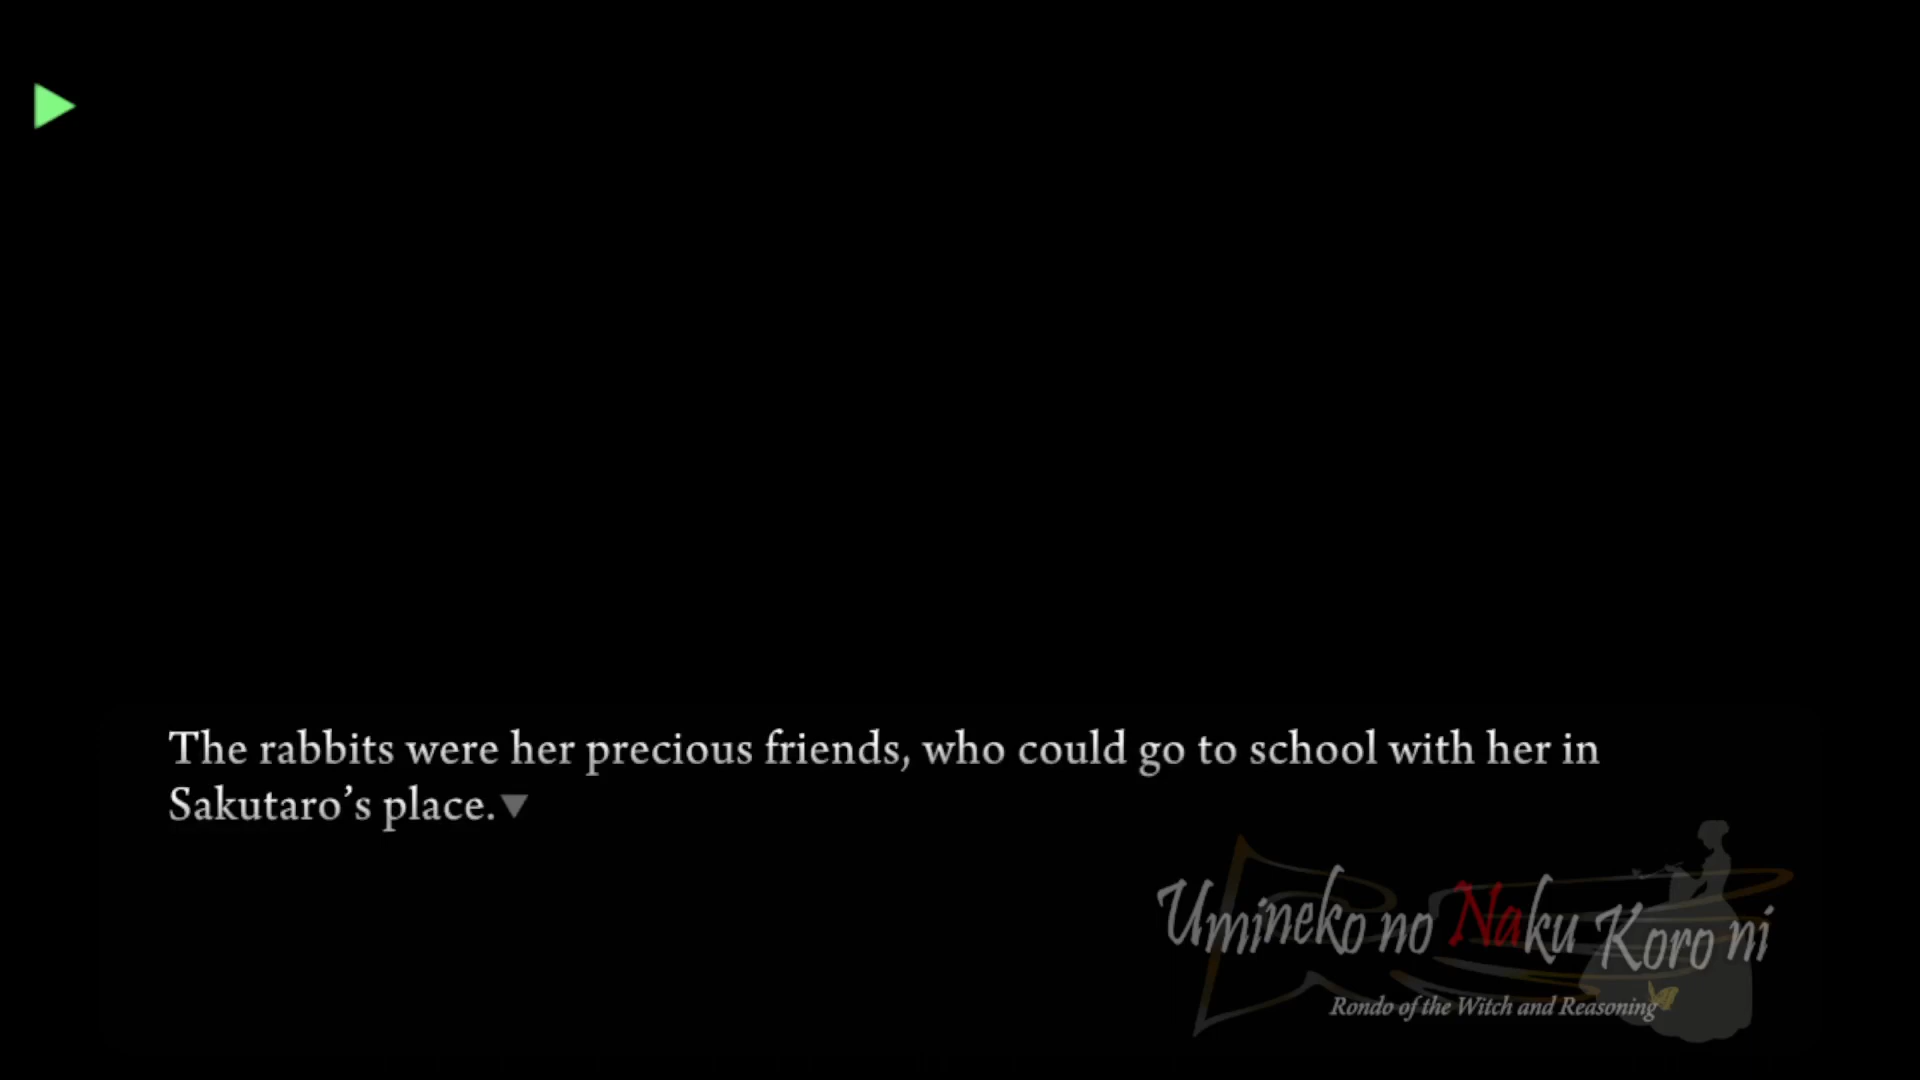 The rabbits were her precious friends, who could go to school with her in
Sakutaro’s place.
Umineko no Naku Koro ni
Rondo of the Witch and Reasoning